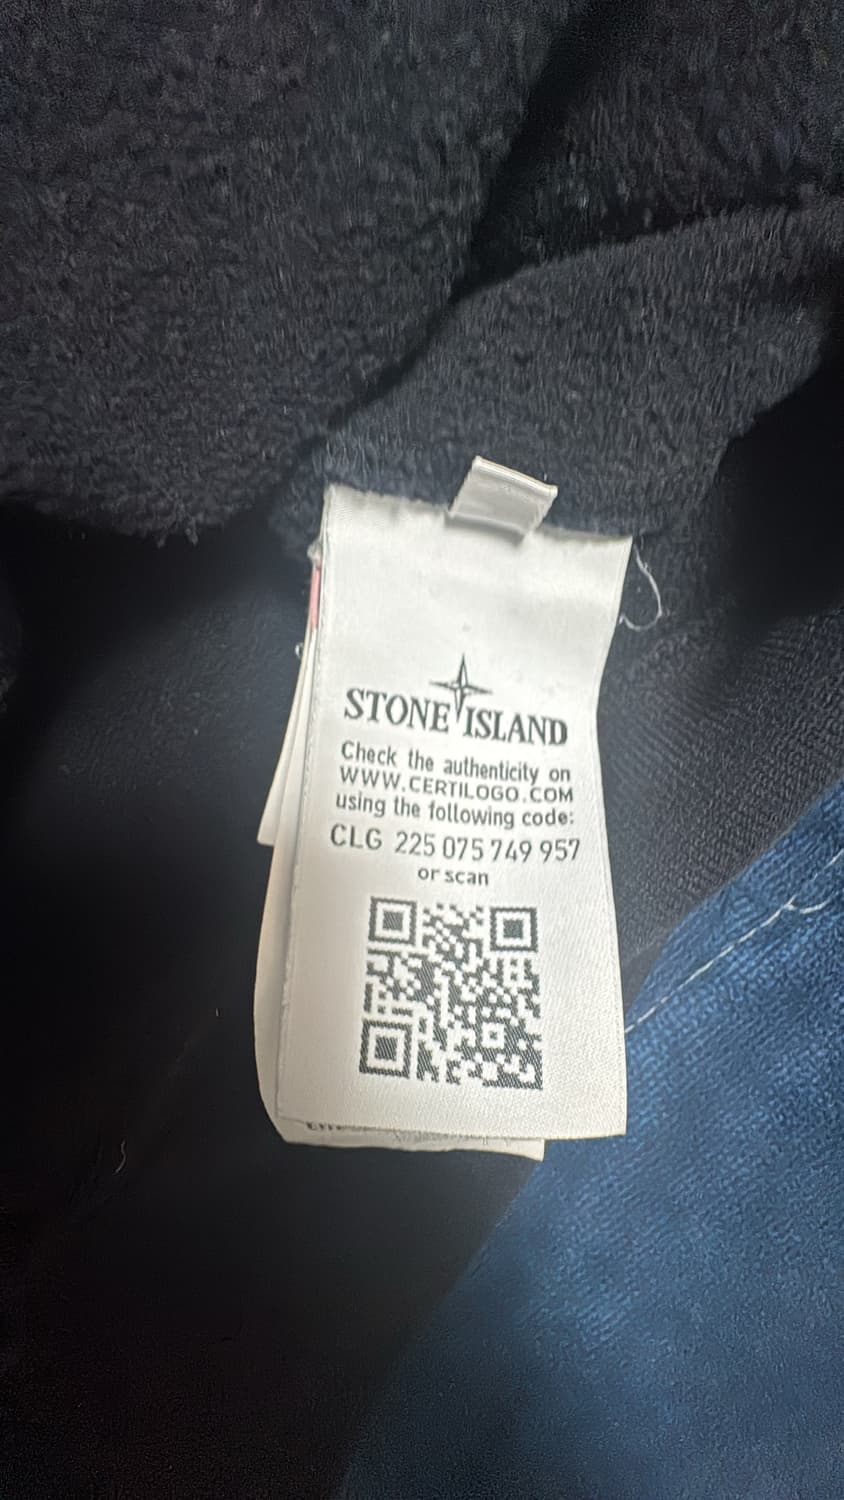 STONE ISLAND
Check the authenticity on
WWW.CERTILOGO.COM
using the following code:
CLG 225 075 749 957
or scan